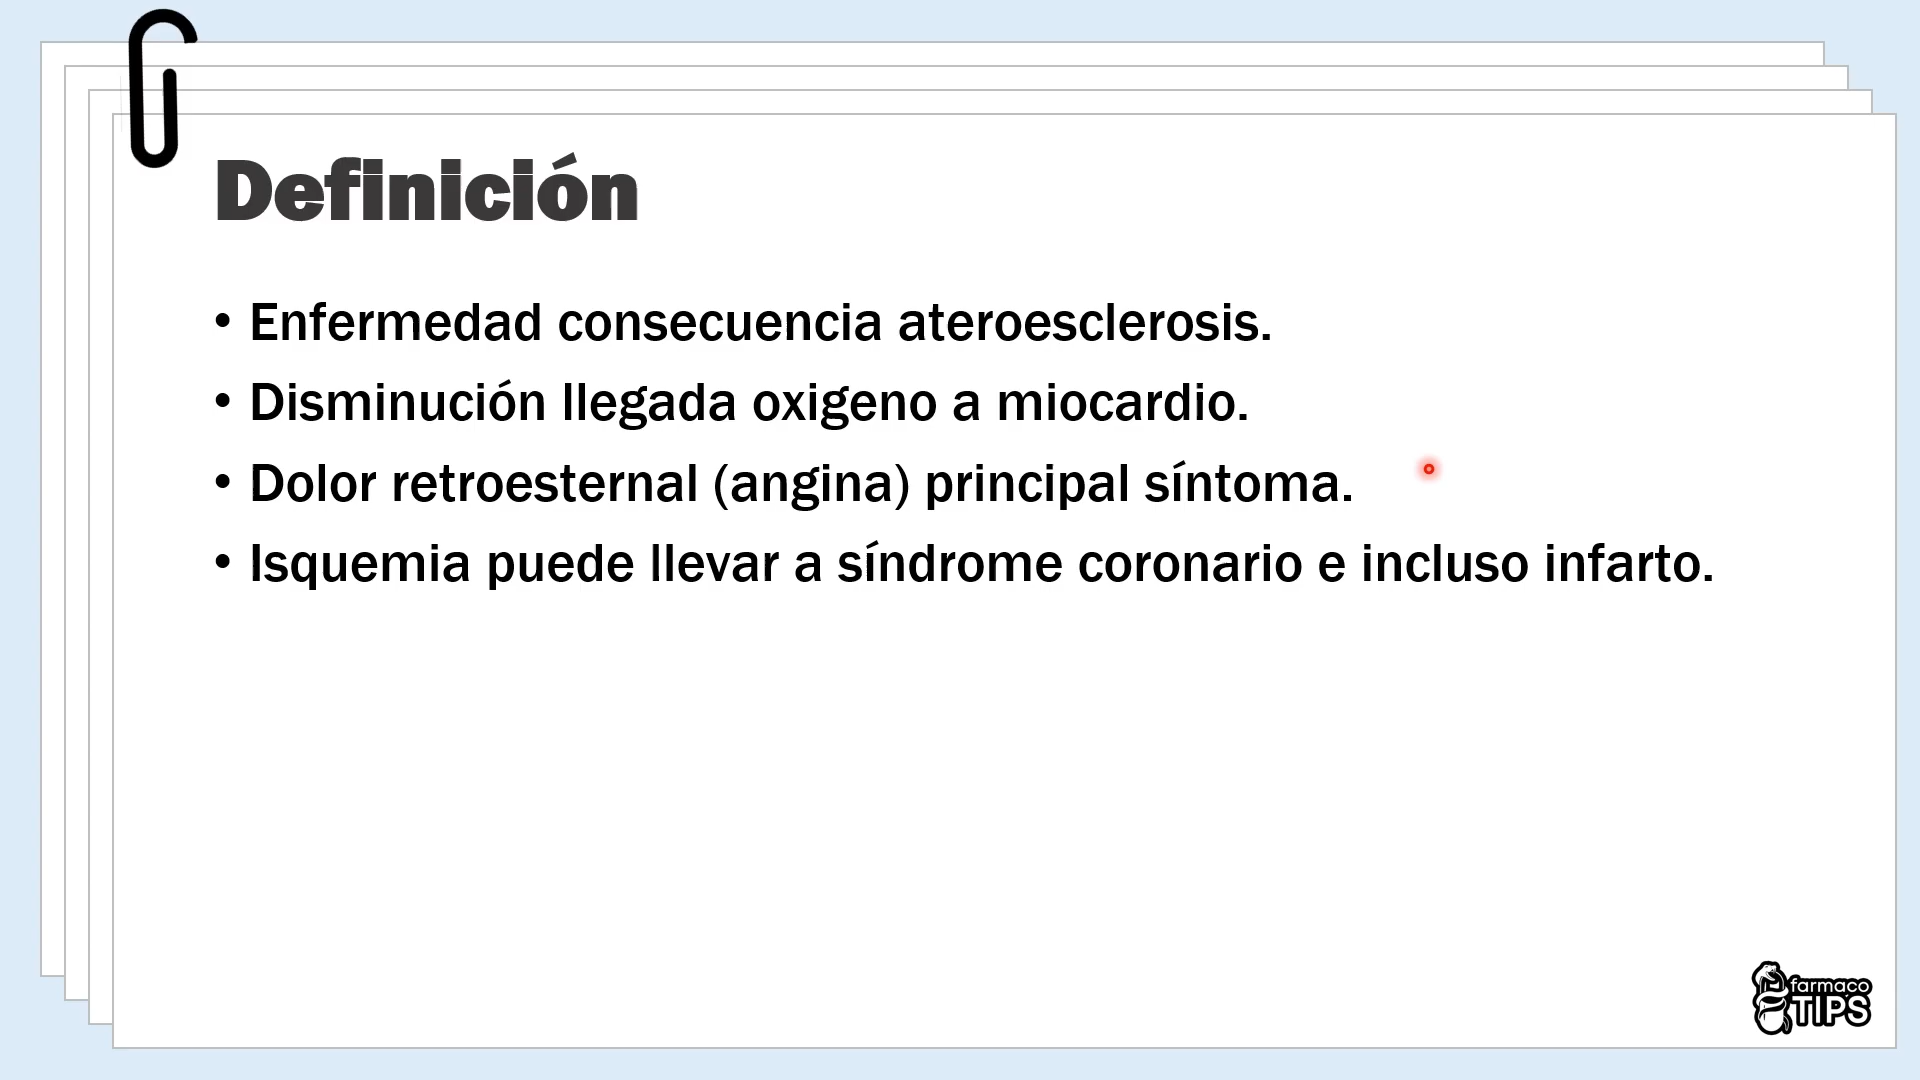 Definición
• Enfermedad consecuencia ateroesclerosis.
• Disminución llegada oxigeno a miocardio.
• Dolor retroesternal (angina) principal síntoma.
• Isquemia puede llevar a síndrome coronario e incluso infarto.
farmaco
TIPS